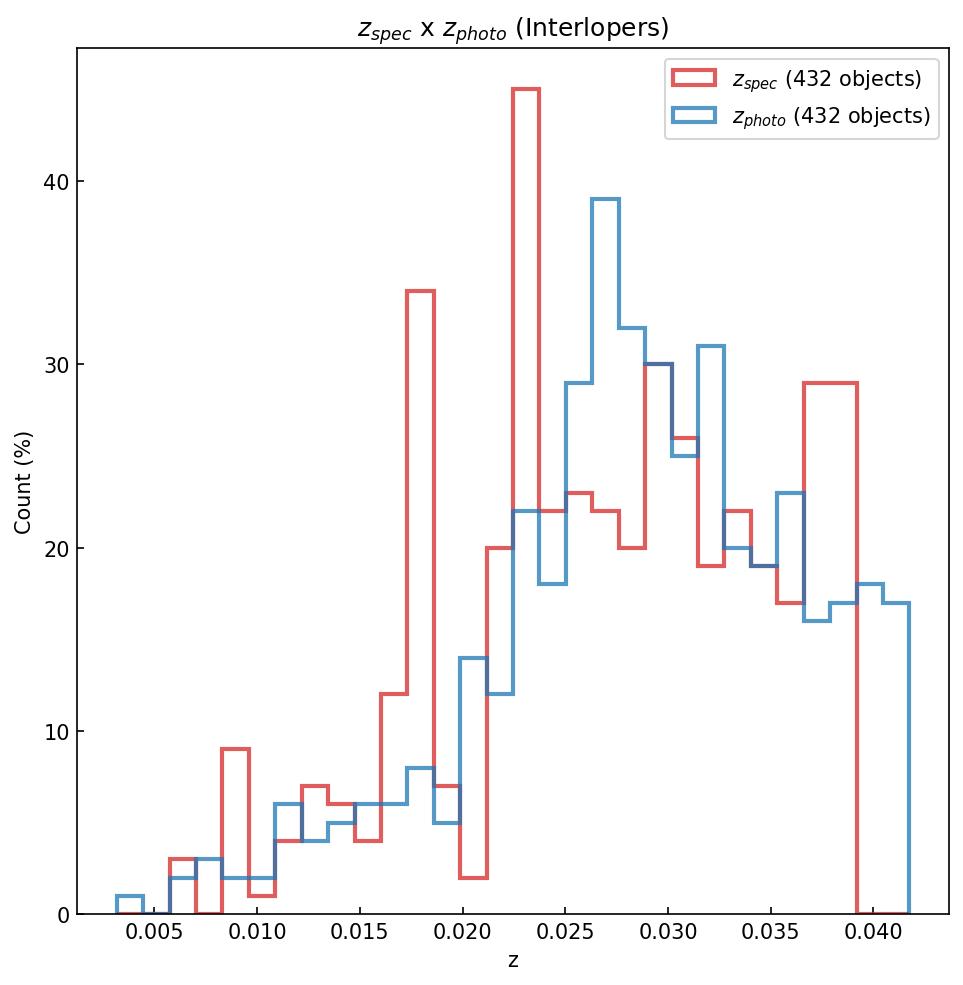 z_spec x z_photo (Interlopers)
z_spec (432 objects)
z_photo (432 objects)
Count (%)
40
30
20
10
0
0.005 0.010 0.015 0.020 0.025 0.030 0.035 0.040
z